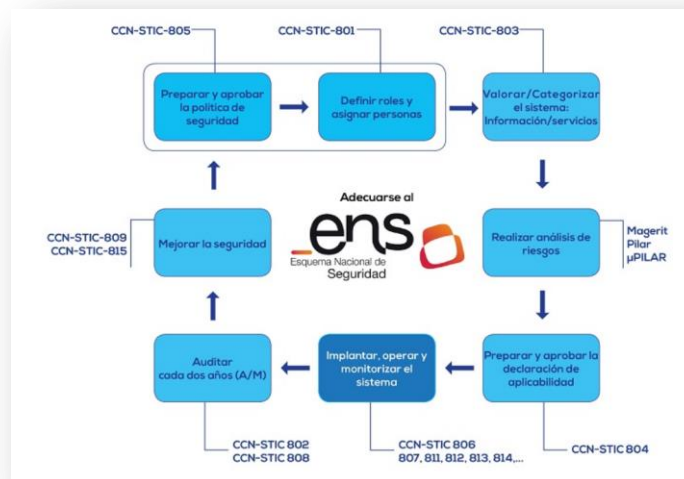 CCN-STIC-805
CCN-STIC-801
CCN-STIC-803
Preparar y aprobar
la política de
seguridad
Definir roles y
asignar personas
Valorar/Categorizar
el sistema:
Información/servicios
CCN-STIC-809
CCN-STIC-815
Mejorar la seguridad
Adecuarse al
ens
Esquema Nacional de
Seguridad
Realizar análisis de
riesgos
Magerit
Pilar
µPILAR
Auditar
cada dos años (A/M)
Implantar, operar y
monitorizar el
sistema
Preparar y aprobar la
declaración de
aplicabilidad
CCN-STIC 802
CCN-STIC 808
CCN-STIC 806
807, 811, 812, 813, 814,...
CCN-STIC 804